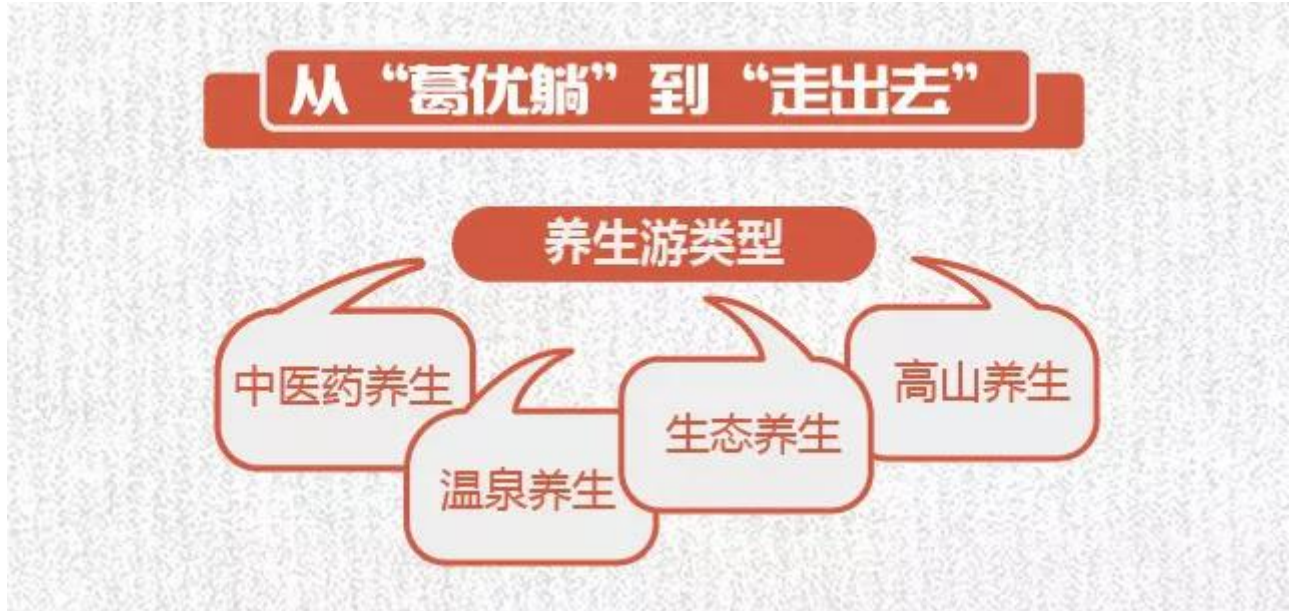 从“葛优躺”到“走出去”
养生游类型
中医药养生
温泉养生
生态养生
高山养生